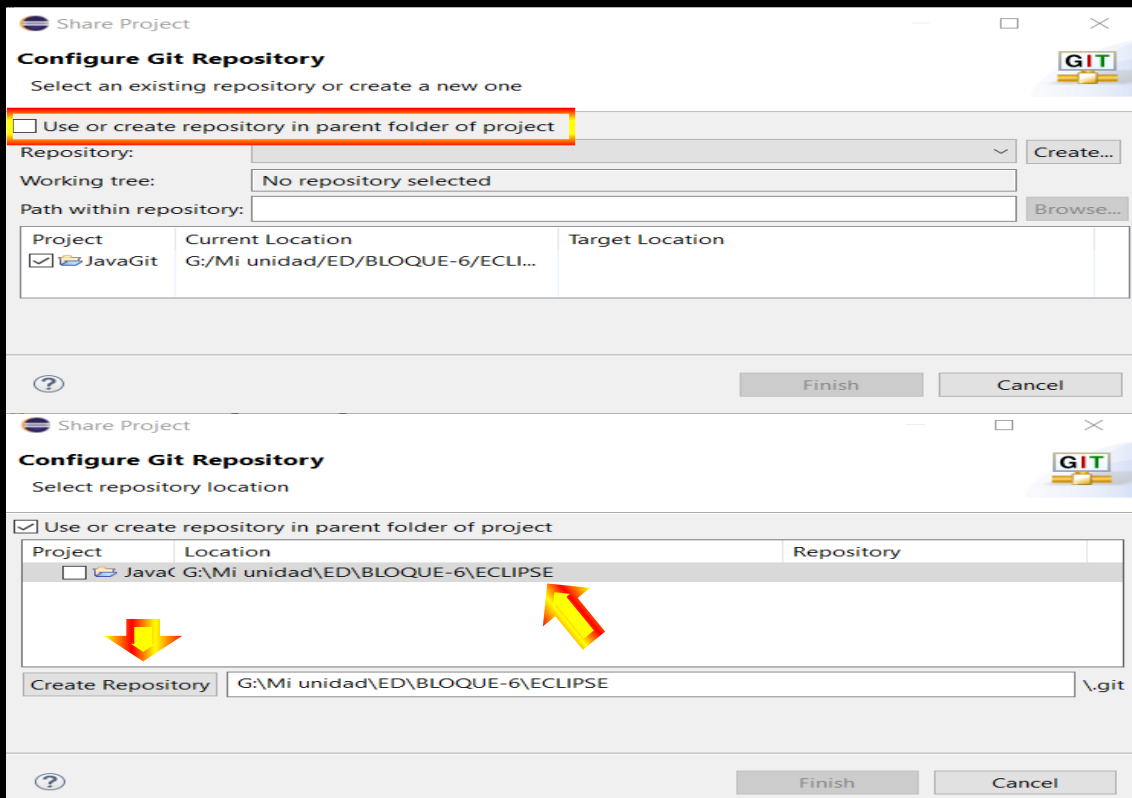 Share Project
Configure Git Repository
GIT
Select an existing repository or create a new one
Use or create repository in parent folder of project
Repository: Create...
Working tree: No repository selected
Path within repository: Browse...
Project Current Location Target Location
JavaGit G:/Mi unidad/ED/BLOQUE-6/ECLI...
? Finish Cancel
Share Project
Configure Git Repository
GIT
Select repository location
Use or create repository in parent folder of project
Project Location Repository
Java( G:\Mi unidad\ED\BLOQUE-6\ECLIPSE
Create Repository G:\Mi unidad\ED\BLOQUE-6\ECLIPSE \.git
? Finish Cancel